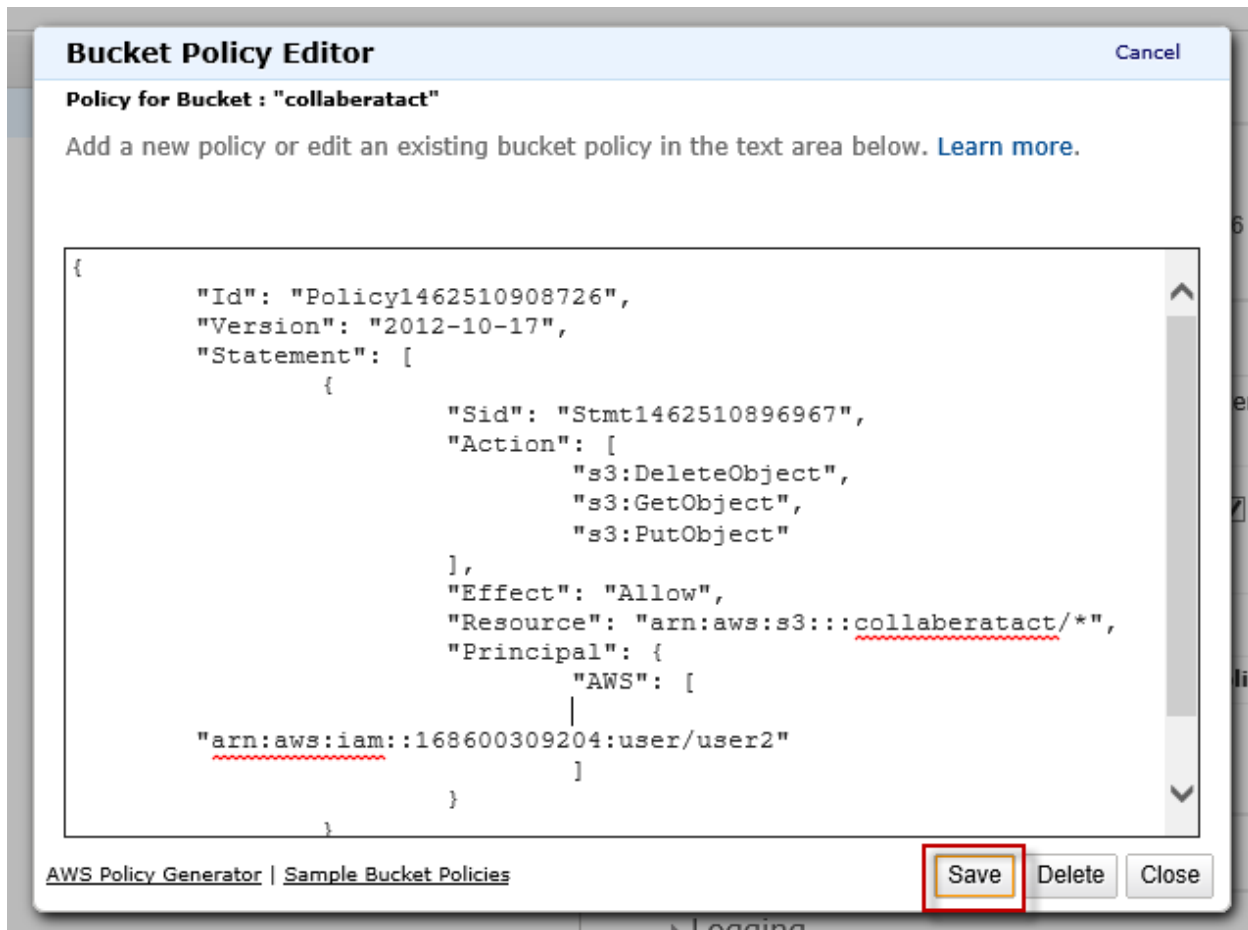 Bucket Policy Editor
Cancel
Policy for Bucket : "collaberatact"
Add a new policy or edit an existing bucket policy in the text area below. Learn more.
{
"Id": "Policy1462510908726",
"Version": "2012-10-17",
"Statement": [
{
"Sid": "Stmt1462510896967",
"Action": [
"s3:DeleteObject",
"s3:GetObject",
"s3:PutObject"
],
"Effect": "Allow",
"Resource": "arn:aws:s3:::collaberatact/*",
"Principal": {
"AWS": [
"arn:aws:iam::168600309204:user/user2"
]
}
}
AWS Policy Generator | Sample Bucket Policies
Save
Delete
Close
Logging